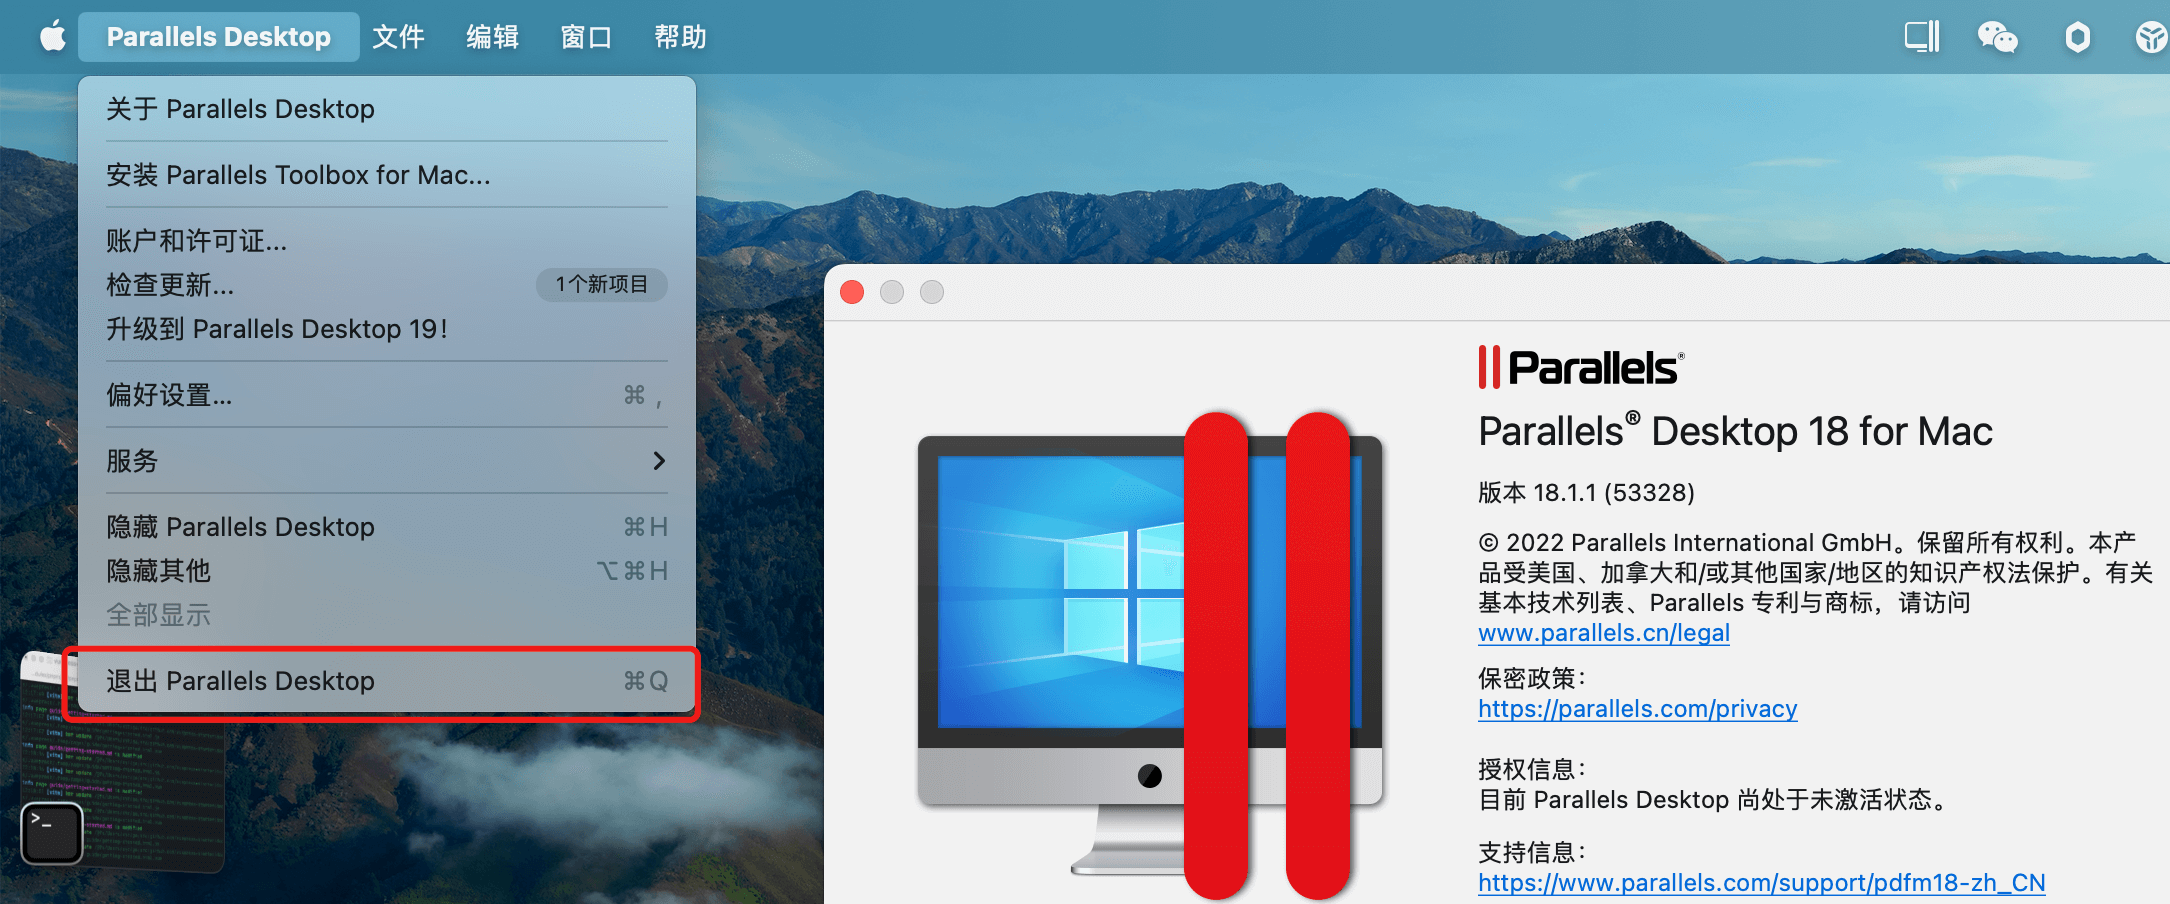 Parallels Desktop 文件 编辑 窗口 帮助
关于 Parallels Desktop
安装 Parallels Toolbox for Mac...
账户和许可证...
检查更新... 1个新项目
升级到 Parallels Desktop 19!
偏好设置... ⌘ ,
服务
隐藏 Parallels Desktop ⌘H
隐藏其他 ⌥⌘H
全部显示
退出 Parallels Desktop ⌘Q
Parallels®
Parallels® Desktop 18 for Mac
版本 18.1.1 (53328)
© 2022 Parallels International GmbH。保留所有权利。本产
品受美国、加拿大和/或其他国家/地区的知识产权法保护。有关
基本技术列表、Parallels 专利与商标，请访问
www.parallels.cn/legal
保密政策：
https://parallels.com/privacy
授权信息：
目前 Parallels Desktop 尚处于未激活状态。
支持信息：
https://www.parallels.com/support/pdfm18-zh_CN